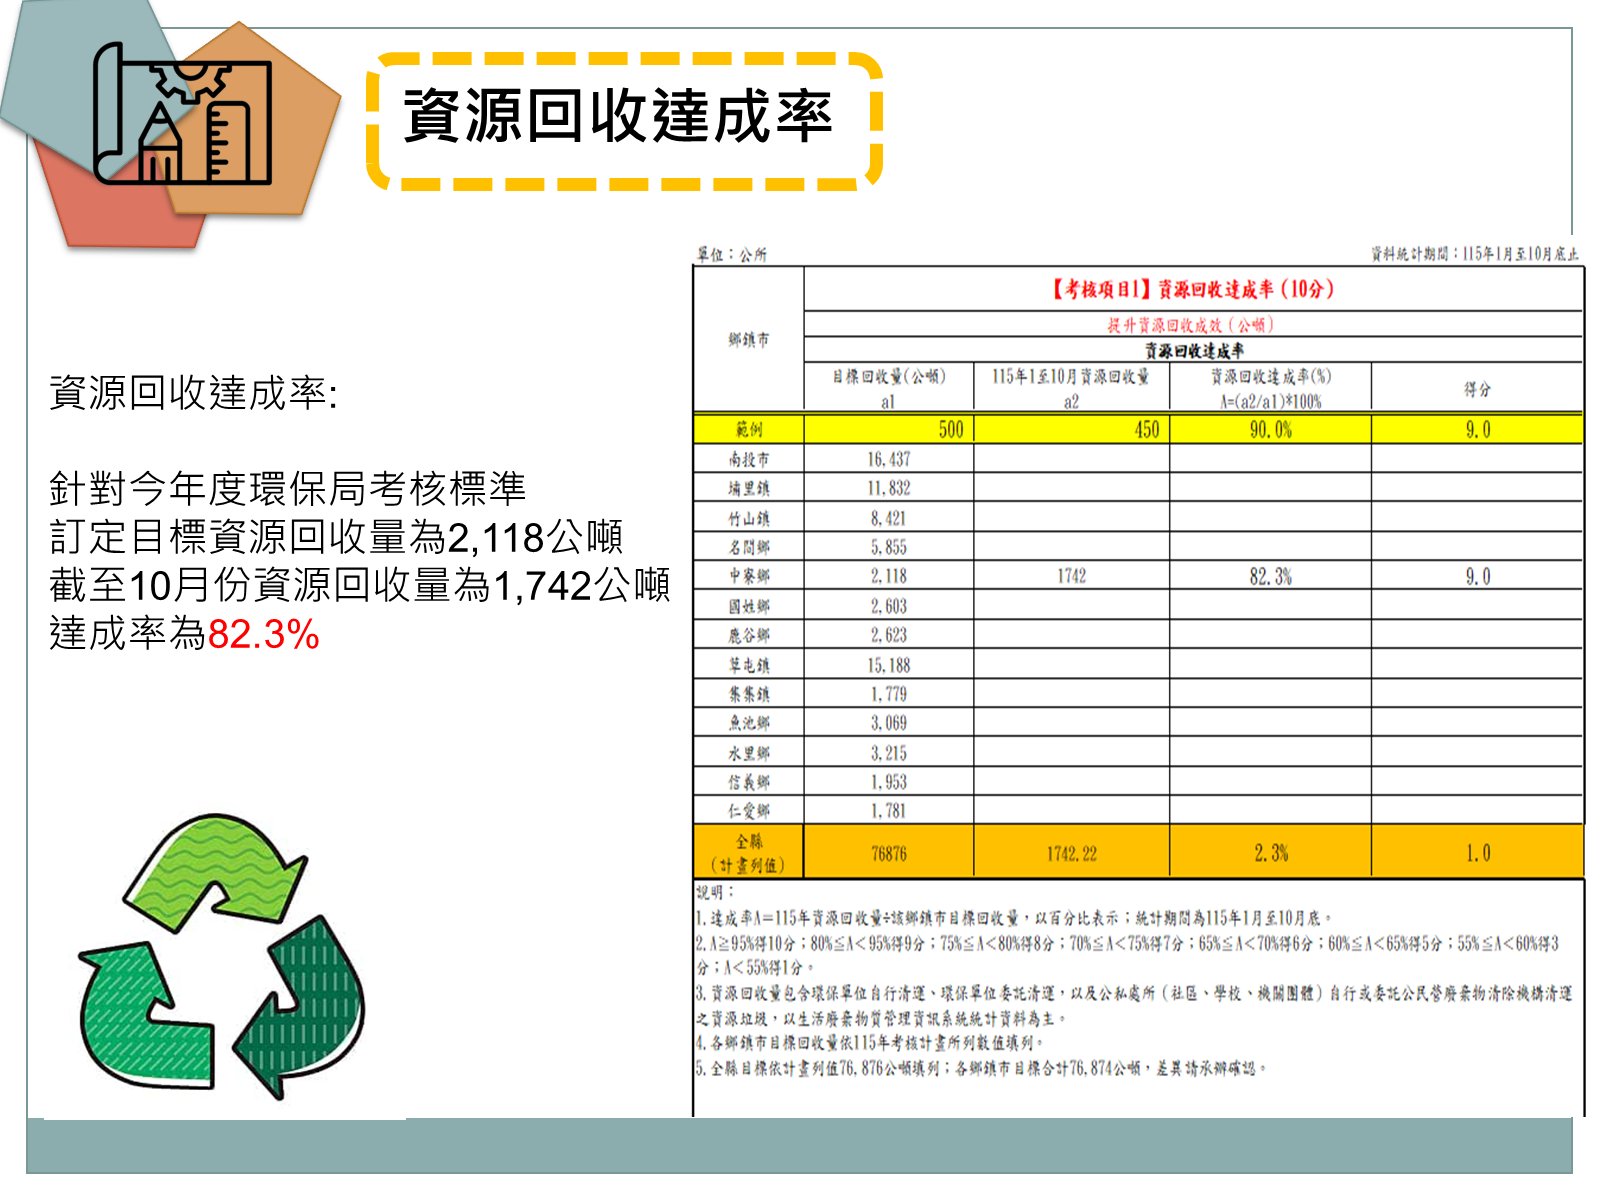 資源回收達成率
資源回收達成率:
針對今年度環保局考核標準
訂定目標資源回收量為2,118公噸
截至10月份資源回收量為1,742公噸
達成率為82.3%
單位：公所 資料統計期間：115年1月至10月底止
鄉鎮市
【考核項目1】資源回收達成率(10分)
提升資源回收成效（公噸）
資源回收達成率
目標回收量(公噸) 115年1至10月資源回收量 資源回收達成率(%) 得分
a1 a2 A=(a2/a1)*100%
範例 500 450 90.0% 9.0
南投市 16,437
埔里鎮 11,832
竹山鎮 8,421
名間鄉 5,855
中寮鄉 2,118 1742 82.3% 9.0
國姓鄉 2,603
鹿谷鄉 2,623
草屯鎮 15,188
集集鎮 1,779
魚池鄉 3,069
水里鄉 3,215
信義鄉 1,953
仁愛鄉 1,781
全縣
（計畫列值） 76876 1742.22 2.3% 1.0
說明：
1.達成率A＝115年資源回收量÷該鄉鎮市目標回收量，以百分比表示；統計期間為115年1月至10月底。
2.A≧95%得10分；80%≦A＜95%得9分；75%≦A＜80%得8分；70%≦A＜75%得7分；65%≦A＜70%得6分；60%≦A＜65%得5分；55%≦A＜60%得3
分；A＜55%得1分。
3.資源回收量包含環保單位自行清運、環保單位委託清運，以及公私處所（社區、學校、機關團體）自行或委託公民營廢棄物清除機構清運
之資源垃圾，以生活廢棄物質管理資訊系統統計資料為主。
4.各鄉鎮市目標回收量依115年考核計畫所列數值填列。
5.全縣目標依計畫列值76,876公噸填列；各鄉鎮市目標合計76,874公噸，差異請承辦確認。